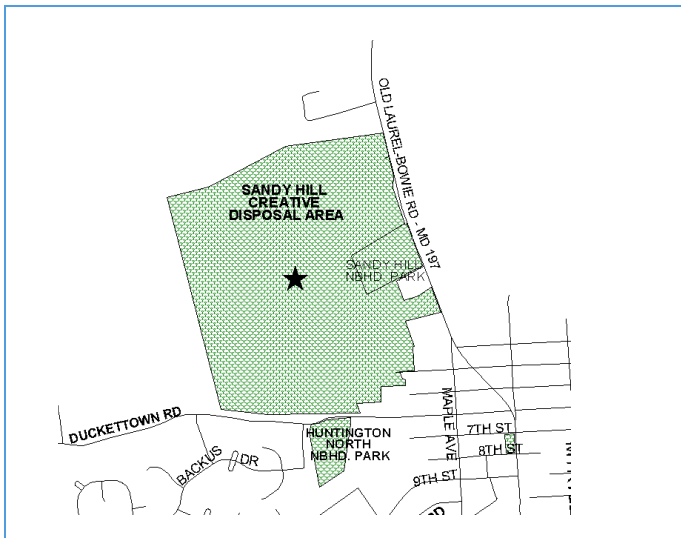 OLD LAUREL-BOWIE RD - MD 197
SANDY HILL
CREATIVE
DISPOSAL AREA
SANDY HILL
NBHD. PARK
DUCKETTOWN RD
HUNTINGTON
NORTH
NBHD. PARK
BACKUS DR
MAPLE AVE
7TH ST
8TH ST
9TH ST